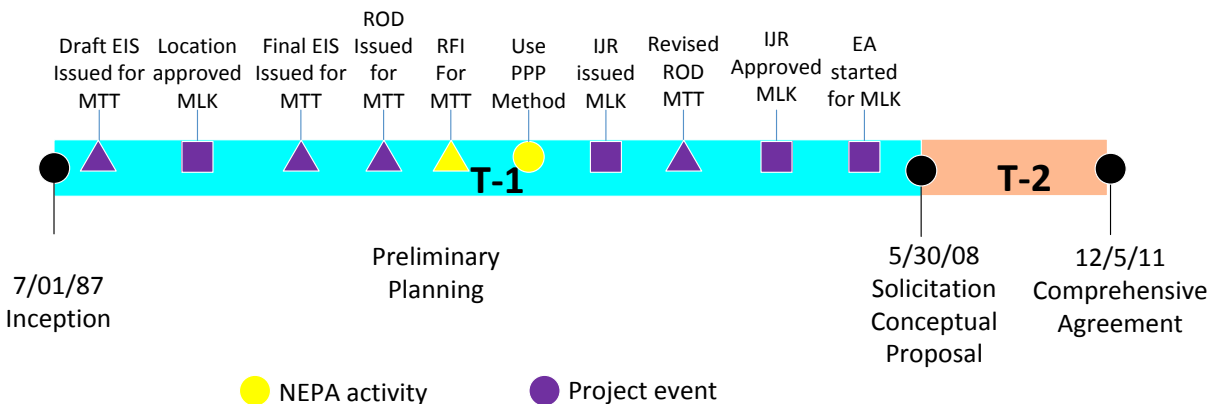 Draft EIS
Issued for
MTT
Location
approved
MLK
Final EIS
Issued for
MTT
ROD
Issued
for
MTT
RFI
For
MTT
Use
PPP
Method
IJR
issued
MLK
Revised
ROD
MTT
IJR
Approved
MLK
EA
started
for MLK
T-1
T-2
7/01/87
Inception
Preliminary
Planning
5/30/08
Solicitation
Conceptual
Proposal
12/5/11
Comprehensive
Agreement
NEPA activity
Project event